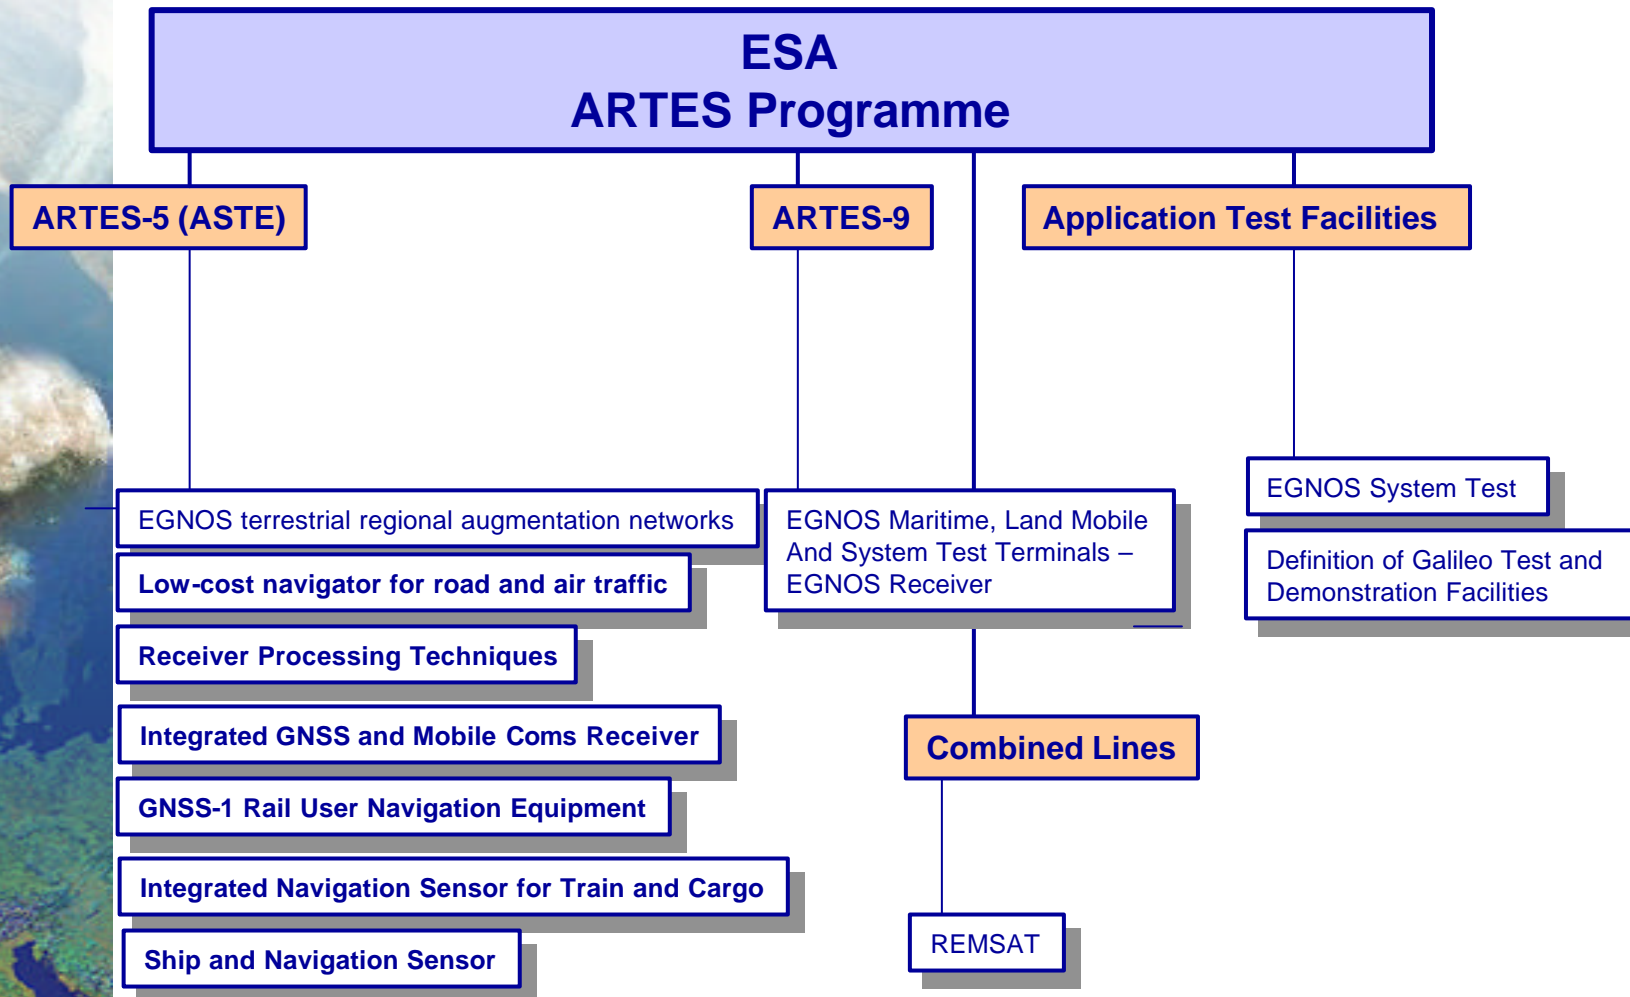 ESA
ARTES Programme
ARTES-5 (ASTE)
ARTES-9
Application Test Facilities
EGNOS terrestrial regional augmentation networks
Low-cost navigator for road and air traffic
Receiver Processing Techniques
Integrated GNSS and Mobile Coms Receiver
GNSS-1 Rail User Navigation Equipment
Integrated Navigation Sensor for Train and Cargo
Ship and Navigation Sensor
EGNOS Maritime, Land Mobile
And System Test Terminals –
EGNOS Receiver
Combined Lines
REMSAT
EGNOS System Test
Definition of Galileo Test and
Demonstration Facilities